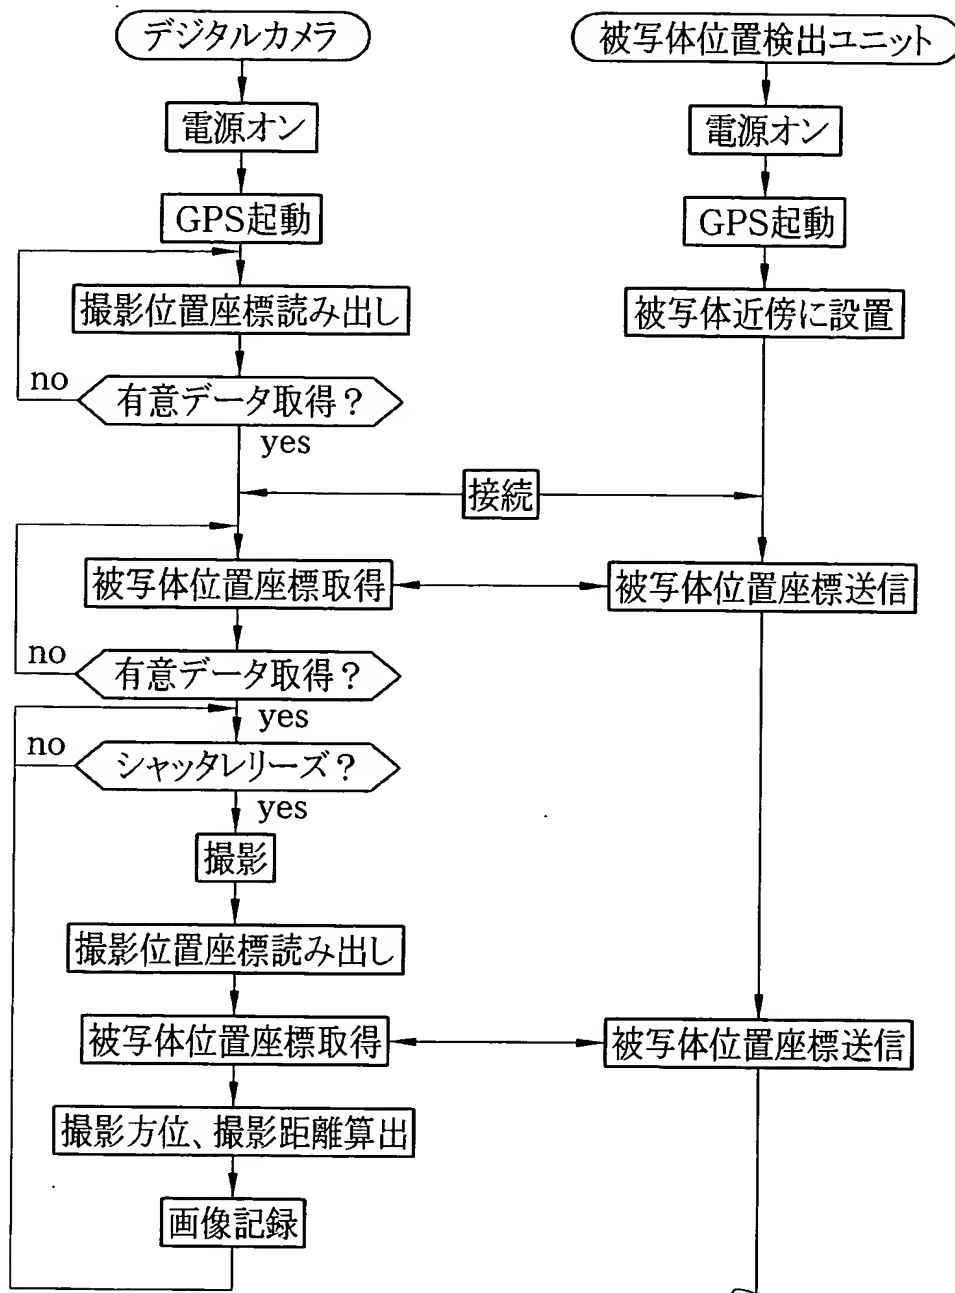 デジタルカメラ
被写体位置検出ユニット
電源オン
電源オン
GPS起動
GPS起動
撮影位置座標読み出し
被写体近傍に設置
no
有意データ取得?
yes
接続
被写体位置座標取得
被写体位置座標送信
no
有意データ取得?
yes
no
シャッタレリーズ?
yes
撮影
撮影位置座標読み出し
被写体位置座標取得
被写体位置座標送信
撮影方位、撮影距離算出
画像記録